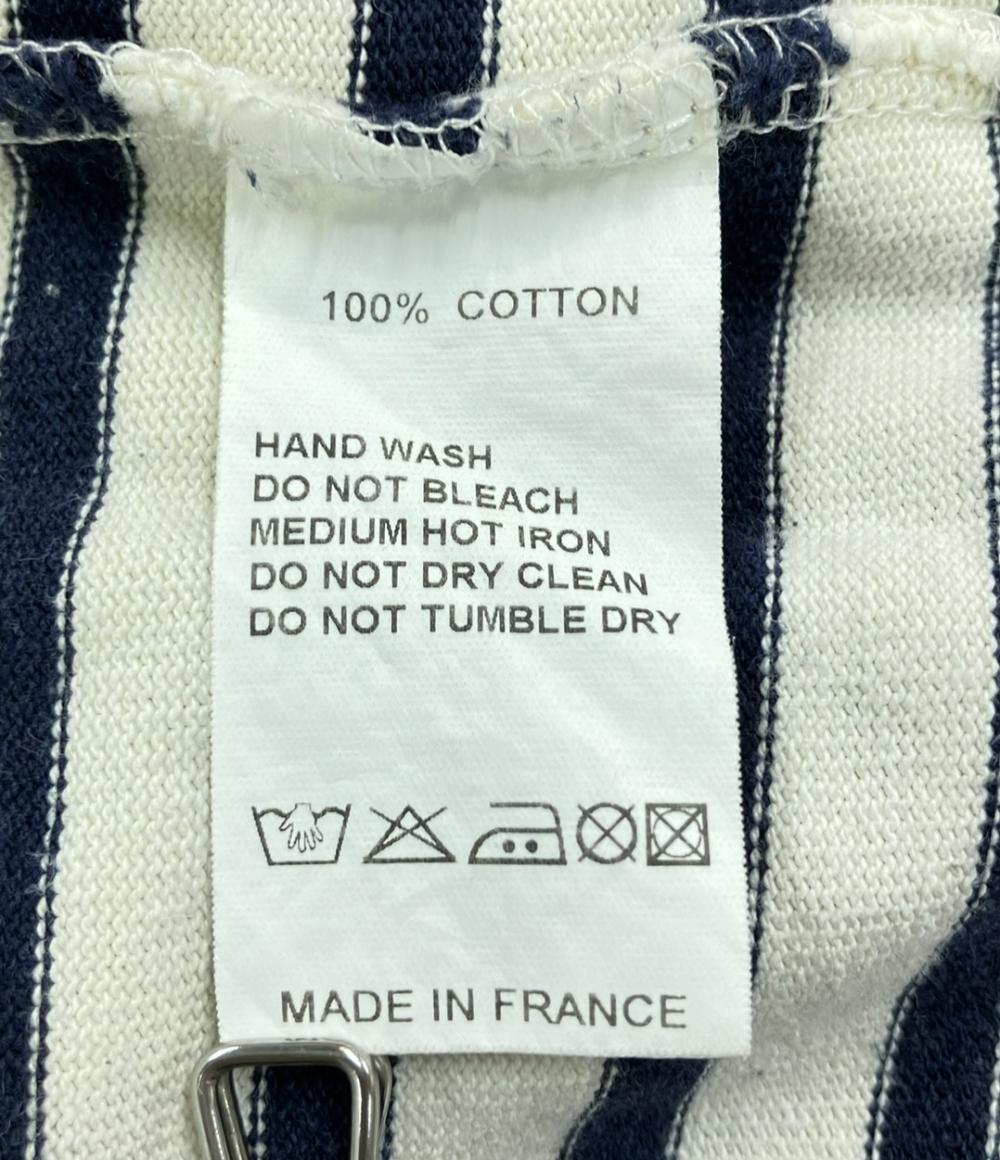 100% COTTON
HAND WASH
DO NOT BLEACH
MEDIUM HOT IRON
DO NOT DRY CLEAN
DO NOT TUMBLE DRY
MADE IN FRANCE